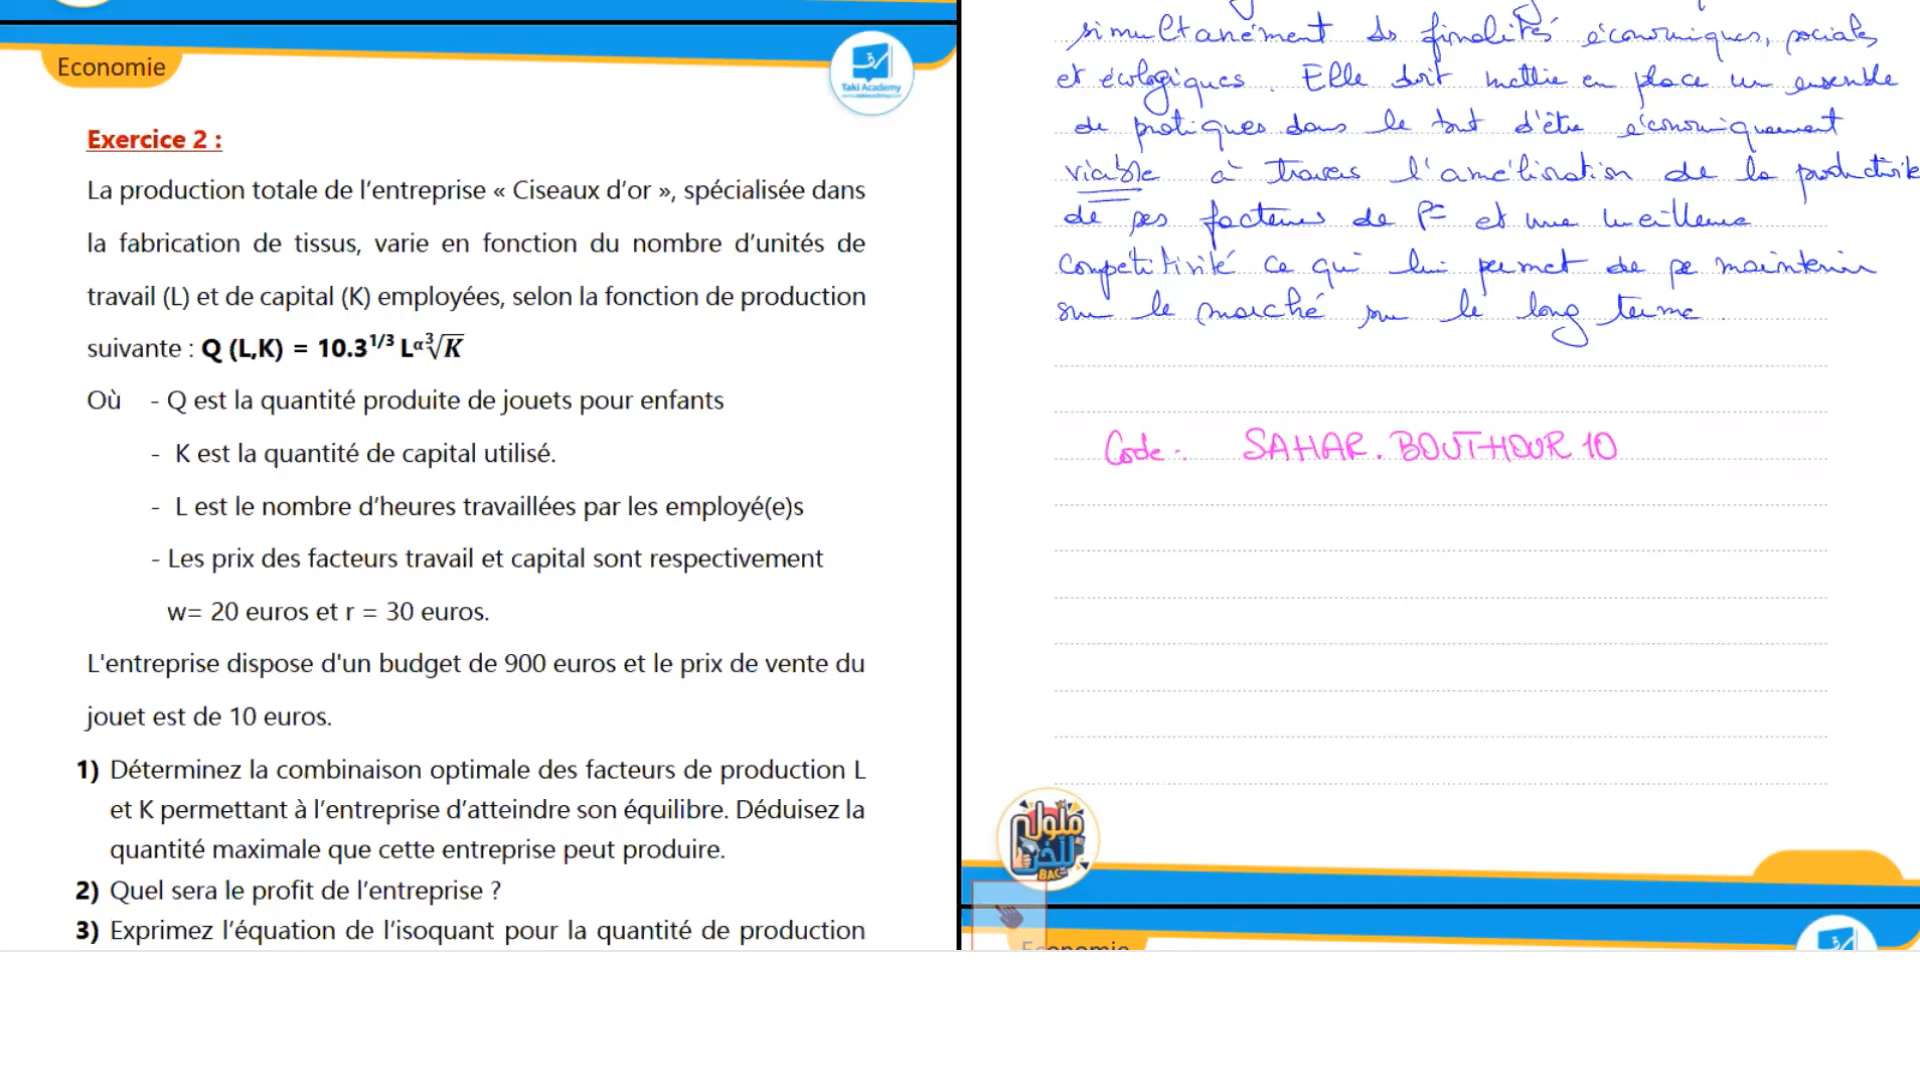 Economie
Taki Academy
Exercice 2 :
La production totale de l'entreprise « Ciseaux d'or », spécialisée dans
la fabrication de tissus, varie en fonction du nombre d'unités de
travail (L) et de capital (K) employées, selon la fonction de production
suivante : Q (L,K) = 10.3^{1/3} L^α ∛K
Où - Q est la quantité produite de jouets pour enfants
- K est la quantité de capital utilisé.
- L est le nombre d'heures travaillées par les employé(e)s
- Les prix des facteurs travail et capital sont respectivement
w= 20 euros et r = 30 euros.
L'entreprise dispose d'un budget de 900 euros et le prix de vente du
jouet est de 10 euros.
1) Déterminez la combinaison optimale des facteurs de production L
et K permettant à l'entreprise d'atteindre son équilibre. Déduisez la
quantité maximale que cette entreprise peut produire.
2) Quel sera le profit de l'entreprise ?
3) Exprimez l'équation de l'isoquant pour la quantité de production
simultanément des finalités économiques, sociales
et écologiques. Elle doit mettre en place un ensemble
de pratiques dans le but d'être économiquement
viable à travers l'amélioration de la productivité
de ses facteurs de P° et une meilleure
compétitivité ce qui lui permet de se maintenir
sur le marché sur le long terme.
Code : SAHAR.BOUTHOUR 10
ملول
للآخر
BAC
Economie